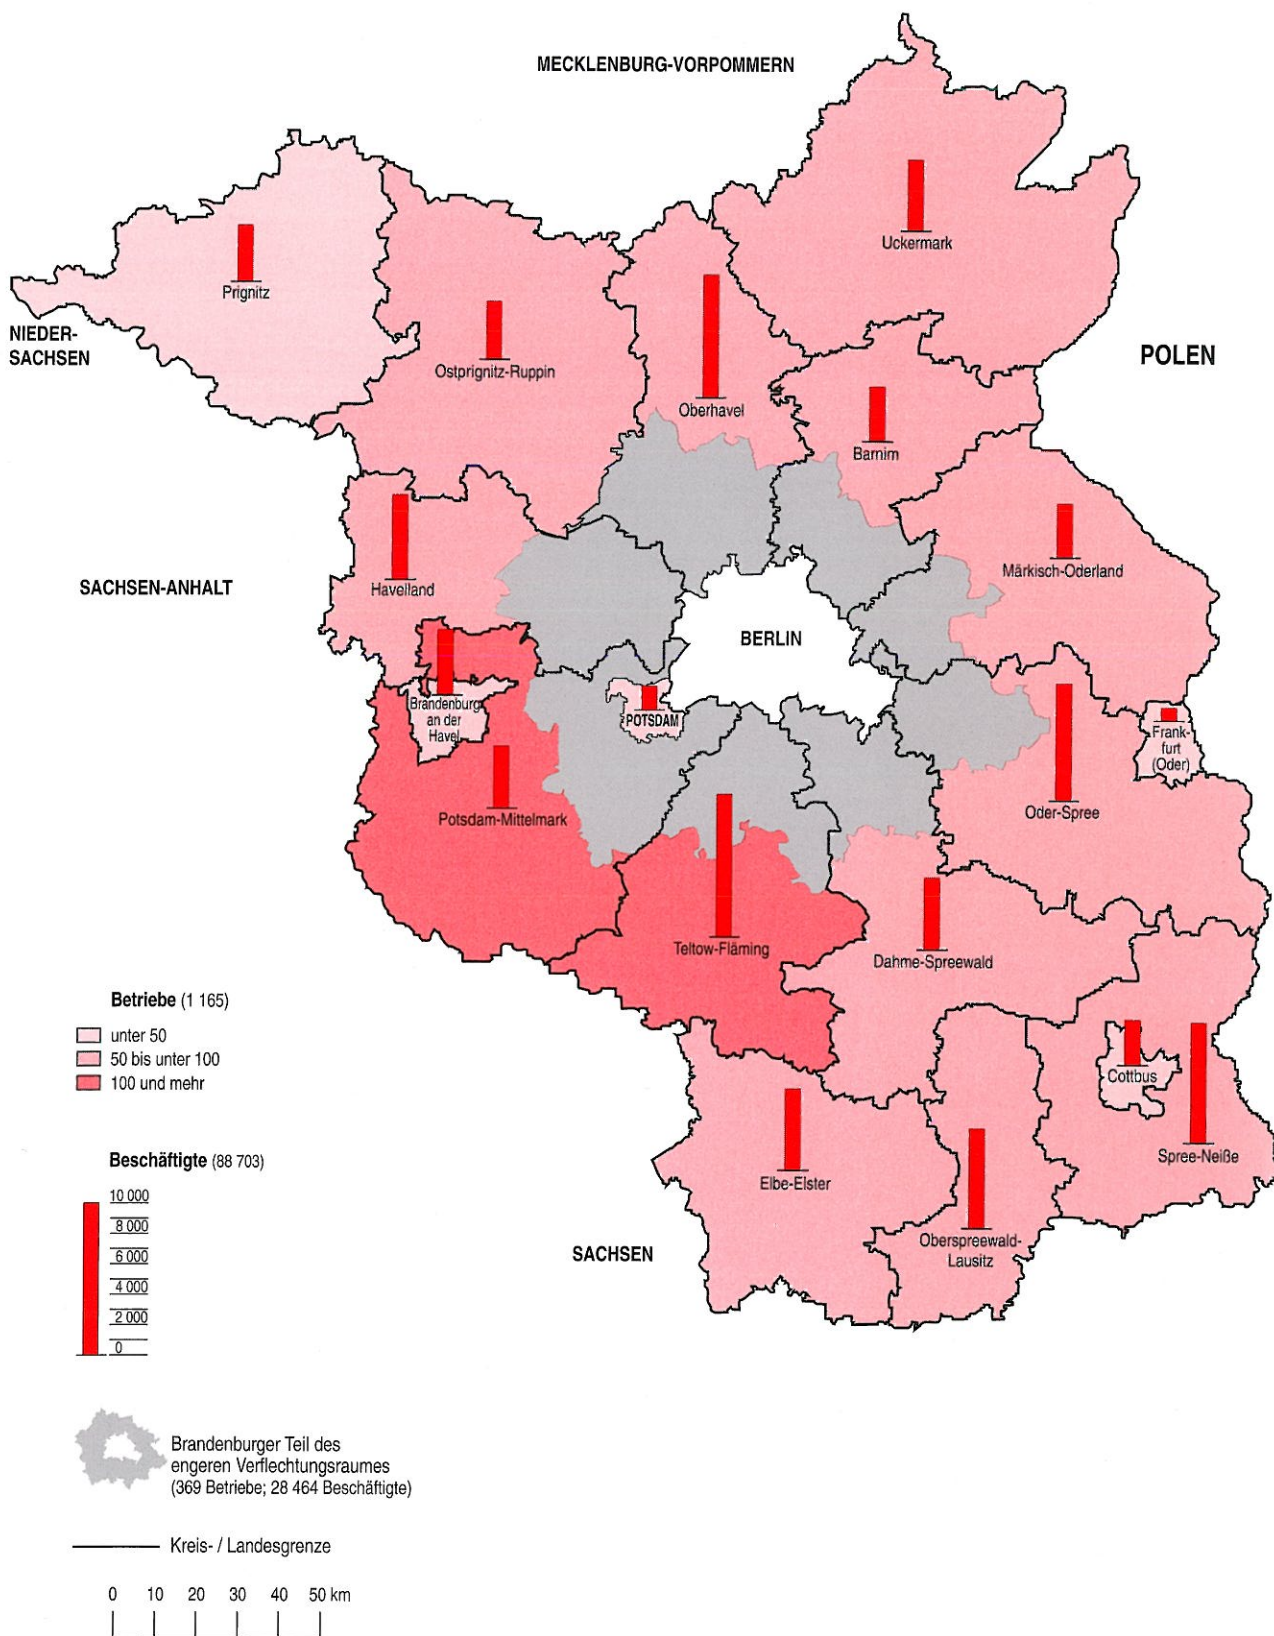 MECKLENBURG-VORPOMMERN
Uckermark
Prignitz
NIEDER-
SACHSEN
POLEN
Ostprignitz-Ruppin
Oberhavel
Barnim
Märkisch-Oderland
SACHSEN-ANHALT
Havelland
BERLIN
Brandenburg
an der
Havel
POTSDAM
Frank-
furt
(Oder)
Potsdam-Mittelmark
Oder-Spree
Teltow-Fläming
Dahme-Spreewald
Cottbus
Spree-Neiße
Elbe-Elster
Oberspreewald-
Lausitz
SACHSEN
Betriebe (1 165)
unter 50
50 bis unter 100
100 und mehr
Beschäftigte (88 703)
10 000
8 000
6 000
4 000
2 000
0
Brandenburger Teil des
engeren Verflechtungsraumes
(369 Betriebe; 28 464 Beschäftigte)
Kreis- / Landesgrenze
0 10 20 30 40 50 km